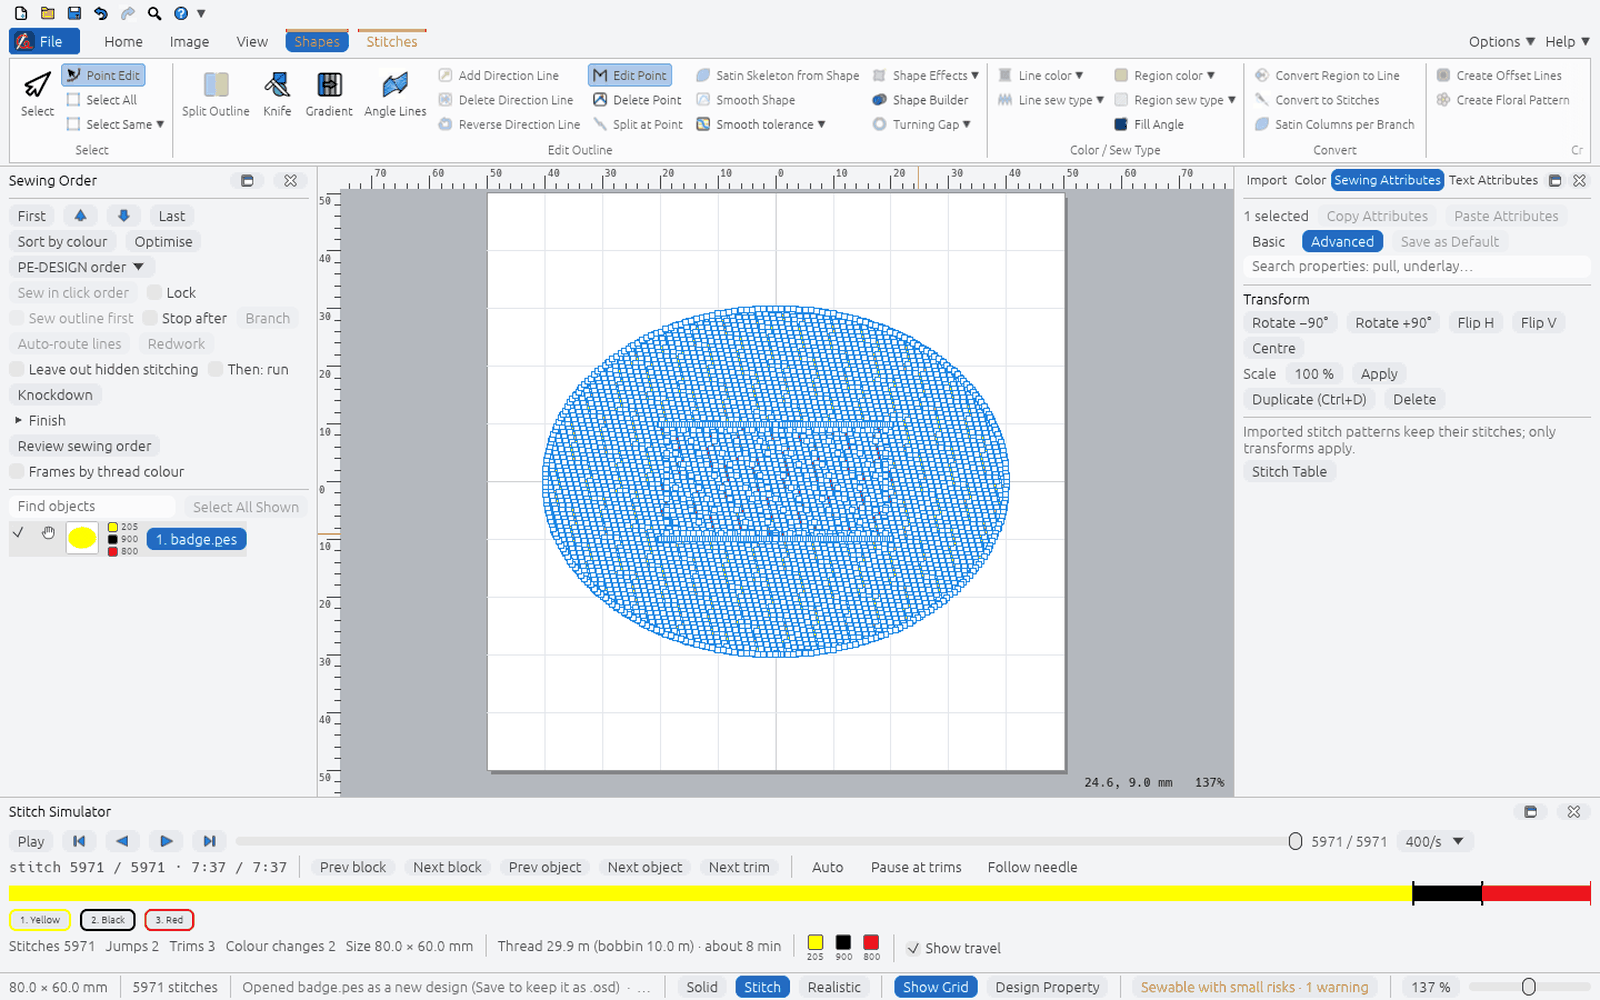 File Home Image View Shapes Stitches Options ▼ Help ▼
Select
Point Edit
Select All
Select Same ▼
Select
Split Outline
Knife
Gradient
Angle Lines
Add Direction Line
Delete Direction Line
Reverse Direction Line
Edit Point
Delete Point
Split at Point
Satin Skeleton from Shape
Smooth Shape
Smooth tolerance ▼
Shape Effects ▼
Shape Builder
Turning Gap ▼
Edit Outline
Line color ▼
Line sew type ▼
Region color ▼
Region sew type ▼
Fill Angle
Color / Sew Type
Convert Region to Line
Convert to Stitches
Satin Columns per Branch
Convert
Create Offset Lines
Create Floral Pattern
Cr
Sewing Order
First Last
Sort by colour Optimise
PE-DESIGN order ▼
Sew in click order Lock
Sew outline first Stop after Branch
Auto-route lines Redwork
Leave out hidden stitching Then: run
Knockdown
Finish
Review sewing order
Frames by thread colour
Find objects Select All Shown
205
900
800
1. badge.pes
70 60 50 40 30 20 10 0 10 20 30 40 50 60 70
50
40
30
20
10
0
10
20
30
40
50
24.6, 9.0 mm 137%
Import Color Sewing Attributes Text Attributes
1 selected Copy Attributes Paste Attributes
Basic Advanced Save as Default
Search properties: pull, underlay…
Transform
Rotate −90° Rotate +90° Flip H Flip V
Centre
Scale 100 % Apply
Duplicate (Ctrl+D) Delete
Imported stitch patterns keep their stitches; only
transforms apply.
Stitch Table
Stitch Simulator
Play 5971 / 5971 400/s ▼
stitch 5971 / 5971 · 7:37 / 7:37 Prev block Next block Prev object Next object Next trim Auto Pause at trims Follow needle
1. Yellow 2. Black 3. Red
Stitches 5971 Jumps 2 Trims 3 Colour changes 2 Size 80.0 × 60.0 mm Thread 29.9 m (bobbin 10.0 m) · about 8 min 205 900 800 Show travel
80.0 × 60.0 mm 5971 stitches Opened badge.pes as a new design (Save to keep it as .osd) · … Solid Stitch Realistic Show Grid Design Property Sewable with small risks · 1 warning 137 %